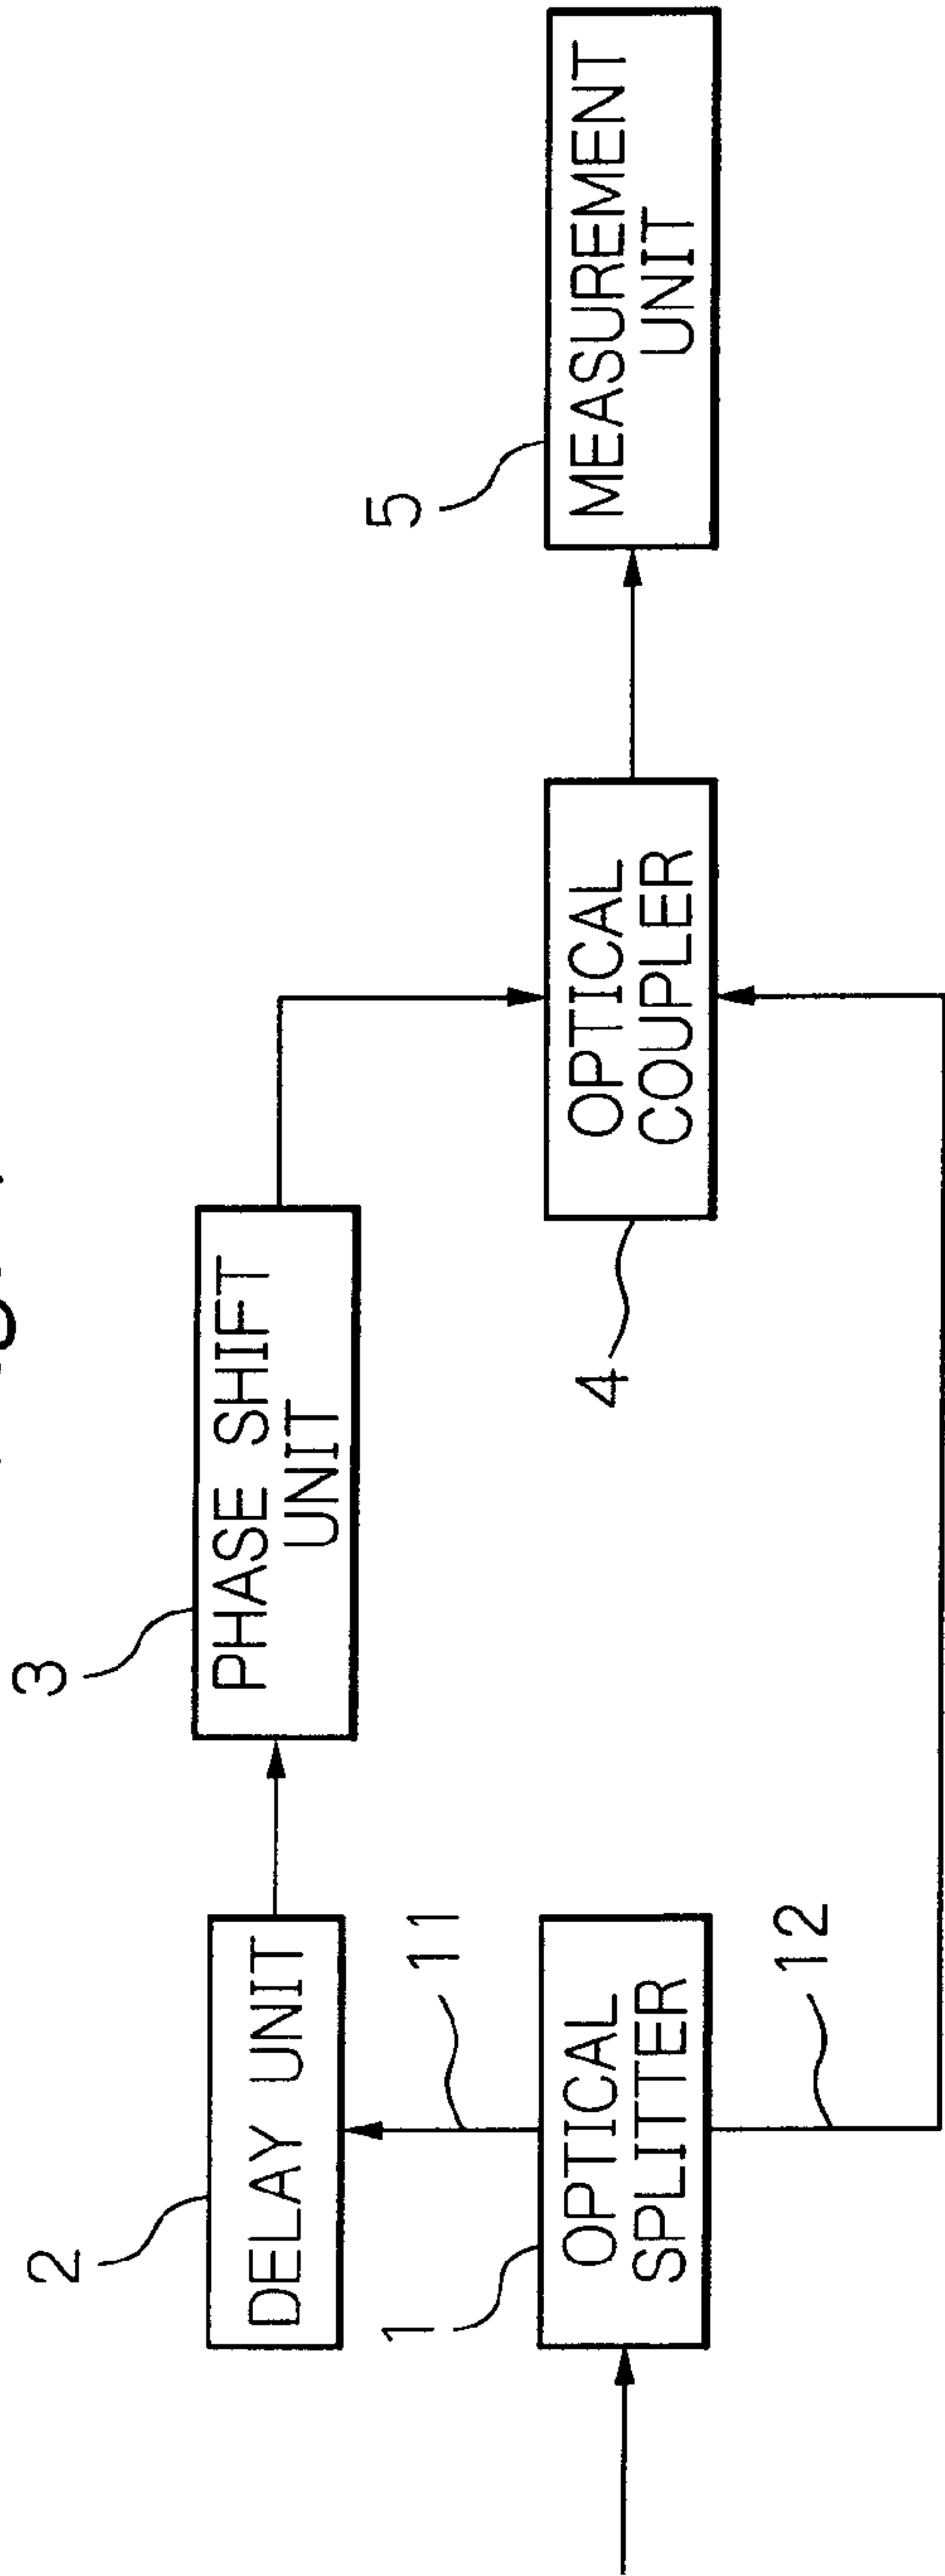 3
PHASE SHIFT
UNIT
2
DELAY UNIT
11
5
MEASUREMENT
UNIT
1
OPTICAL
SPLITTER
4
OPTICAL
COUPLER
12